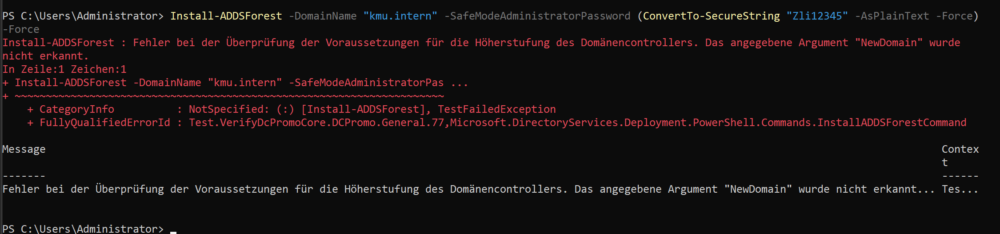 PS C:\Users\Administrator> Install-ADDSForest -DomainName "kmu.intern" -SafeModeAdministratorPassword (ConvertTo-SecureString "Zli12345" -AsPlainText -Force)
-Force
Install-ADDSForest : Fehler bei der Überprüfung der Voraussetzungen für die Höherstufung des Domänencontrollers. Das angegebene Argument "NewDomain" wurde
nicht erkannt.
In Zeile:1 Zeichen:1
+ Install-ADDSForest -DomainName "kmu.intern" -SafeModeAdministratorPas ...
+ ~~~~~~~~~~~~~~~~~~~~~~~~~~~~~~~~~~~~~~~~~~~~~~~~~~~~~~~~~~~~~~~~~~~~~
    + CategoryInfo          : NotSpecified: (:) [Install-ADDSForest], TestFailedException
    + FullyQualifiedErrorId : Test.VerifyDcPromoCore.DCPromo.General.77,Microsoft.DirectoryServices.Deployment.PowerShell.Commands.InstallADDSForestCommand
Message Contex
t
------- ------
Fehler bei der Überprüfung der Voraussetzungen für die Höherstufung des Domänencontrollers. Das angegebene Argument "NewDomain" wurde nicht erkannt... Tes...
PS C:\Users\Administrator>